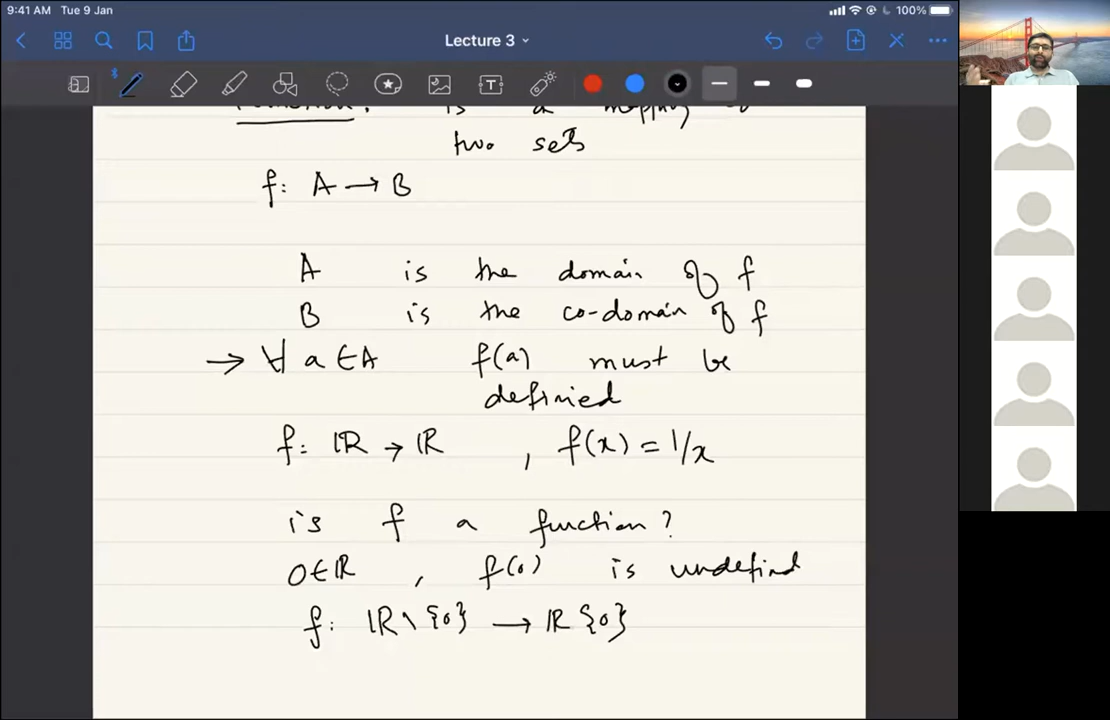 9:41 AM Tue 9 Jan
100%
Lecture 3
two sets
f: A → B
A is the domain of f
B is the co-domain of f
→ ∀ a ∈ A f(a) must be
defined
f: ℝ → ℝ , f(x) = 1/x
is f a function?
0 ∈ ℝ , f(0) is undefind
f: ℝ \ {0} → ℝ {0}